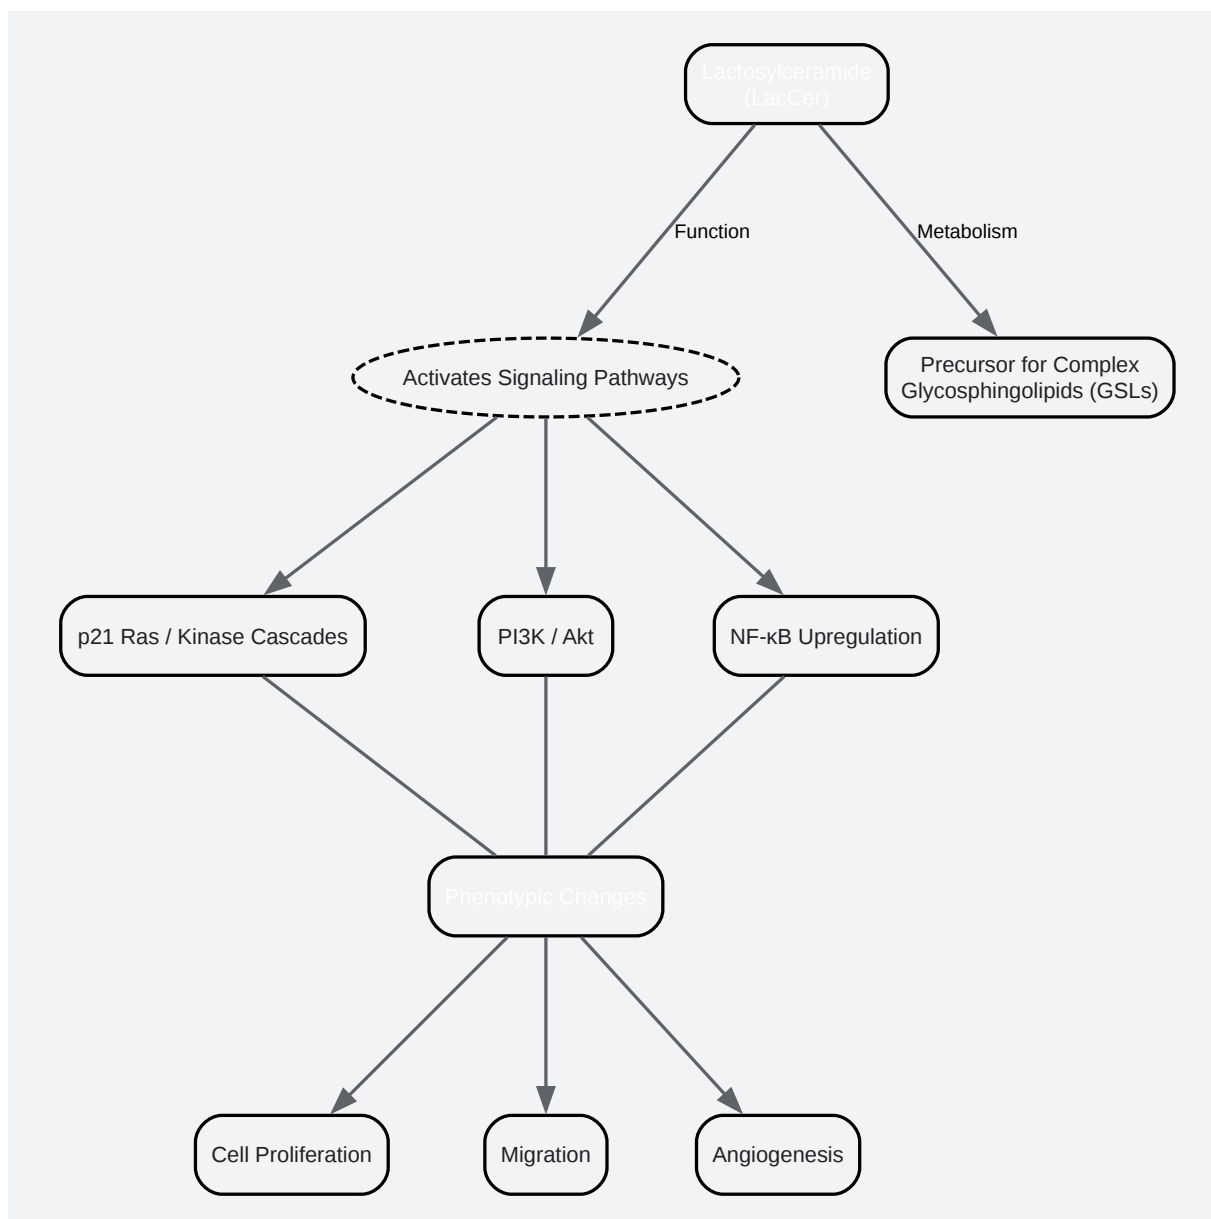 Lactosylceramide
(LacCer)
Function
Metabolism
Activates Signaling Pathways
Precursor for Complex
Glycosphingolipids (GSLs)
p21 Ras / Kinase Cascades
PI3K / Akt
NF-κB Upregulation
Phenotypic Changes
Cell Proliferation
Migration
Angiogenesis